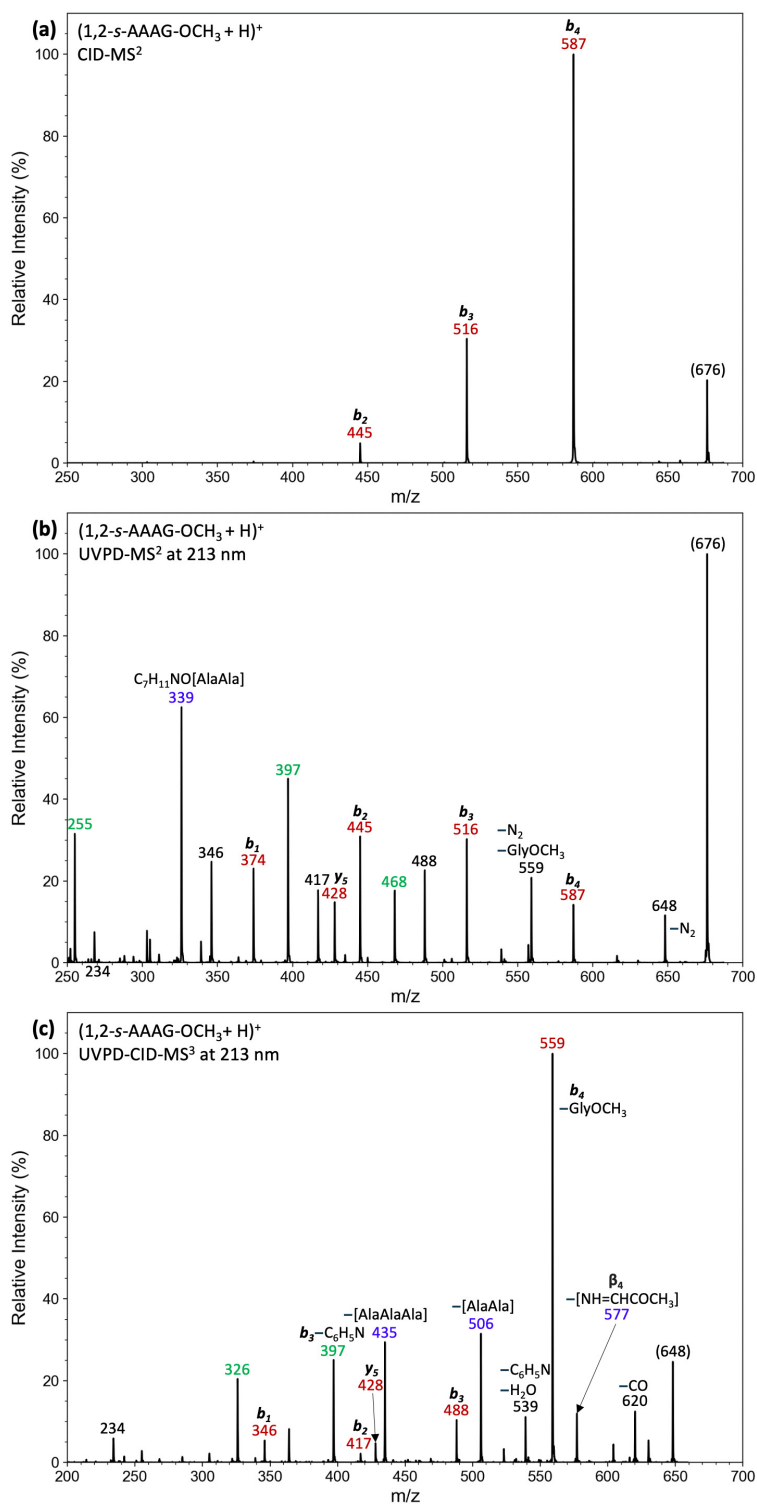 (a)
(1,2-s-AAAG-OCH₃ + H)⁺
CID-MS²
b₄
587
b₃
516
b₂
445
(676)
Relative Intensity (%)
100
80
60
40
20
0
250 300 350 400 450 500 550 600 650 700
m/z
(b)
(1,2-s-AAAG-OCH₃ + H)⁺
UVPD-MS² at 213 nm
(676)
C₇H₁₁NO[AlaAla]
339
397
255
346
b₁
374
417
y₅
428
b₂
445
468
488
b₃
516
−N₂
−GlyOCH₃
559
b₄
587
648
−N₂
234
Relative Intensity (%)
100
80
60
40
20
0
250 300 350 400 450 500 550 600 650 700
m/z
(c)
(1,2-s-AAAG-OCH₃+ H)⁺
UVPD-CID-MS³ at 213 nm
559
b₄
−GlyOCH₃
β₄
−[NH=CHCOCH₃]
577
−[AlaAlaAla]
435
−[AlaAla]
506
b₃−C₆H₅N
397
326
y₅
428
b₁
346
b₂
417
b₃
488
−C₆H₅N
−H₂O
539
−CO
620
(648)
234
Relative Intensity (%)
100
80
60
40
20
0
200 250 300 350 400 450 500 550 600 650 700
m/z